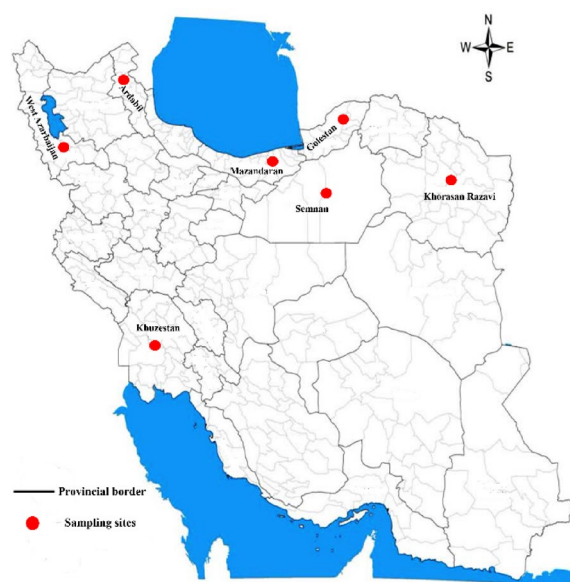 N
W E
S
Ardabil
West Azarbaijan
Golestan
Mazandaran
Khorasan Razavi
Semnan
Khuzestan
Provincial border
Sampling sites